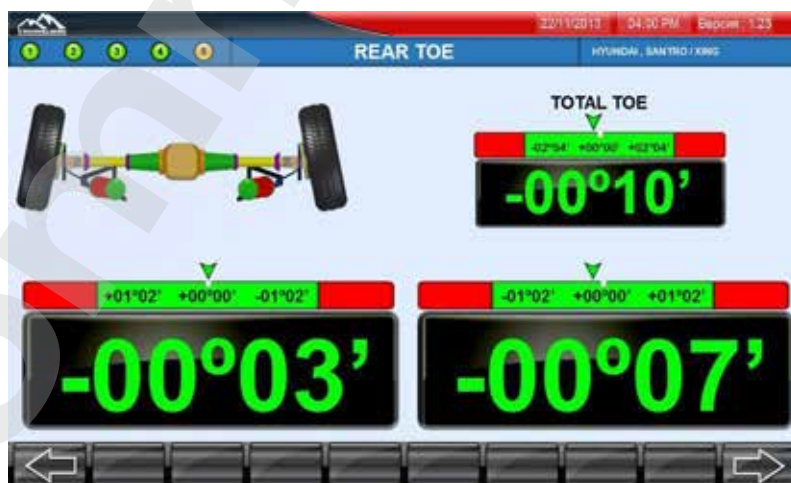 22/11/2013 04:30 PM Версия : 1.23
1 2 3 4 5 REAR TOE HYUNDAI , SANTRO / XING
TOTAL TOE
-02°04' +00°00' +02°04'
-00°10’
+01°02' +00°00' -01°02'
-01°02' +00°00' +01°02'
-00°03’
-00°07’